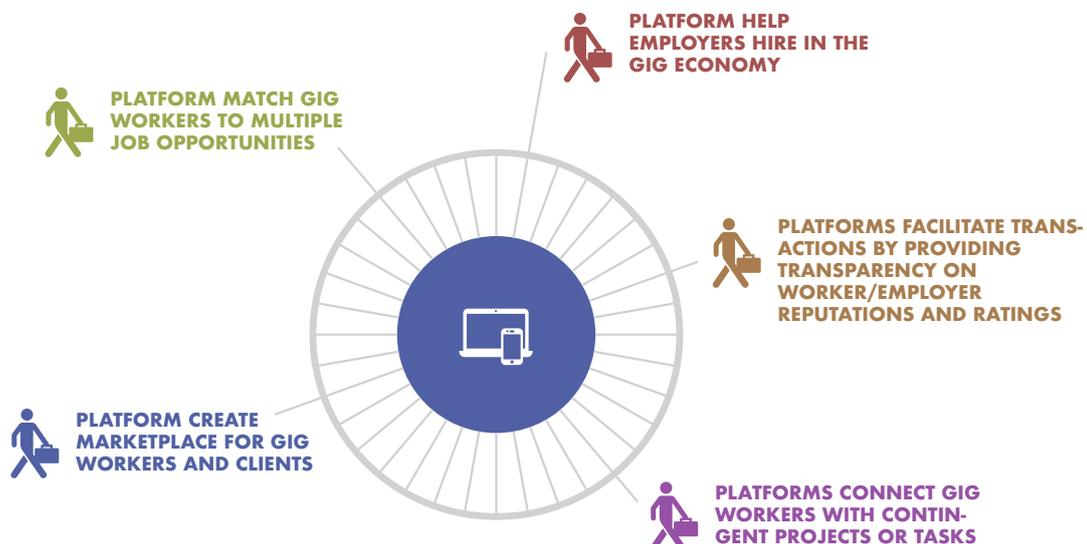 PLATFORM HELP
EMPLOYERS HIRE IN THE
GIG ECONOMY
PLATFORM MATCH GIG
WORKERS TO MULTIPLE
JOB OPPORTUNITIES
PLATFORMS FACILITATE TRANS-
ACTIONS BY PROVIDING
TRANSPARENCY ON
WORKER/EMPLOYER
REPUTATIONS AND RATINGS
PLATFORM CREATE
MARKETPLACE FOR GIG
WORKERS AND CLIENTS
PLATFORMS CONNECT GIG
WORKERS WITH CONTIN-
GENT PROJECTS OR TASKS